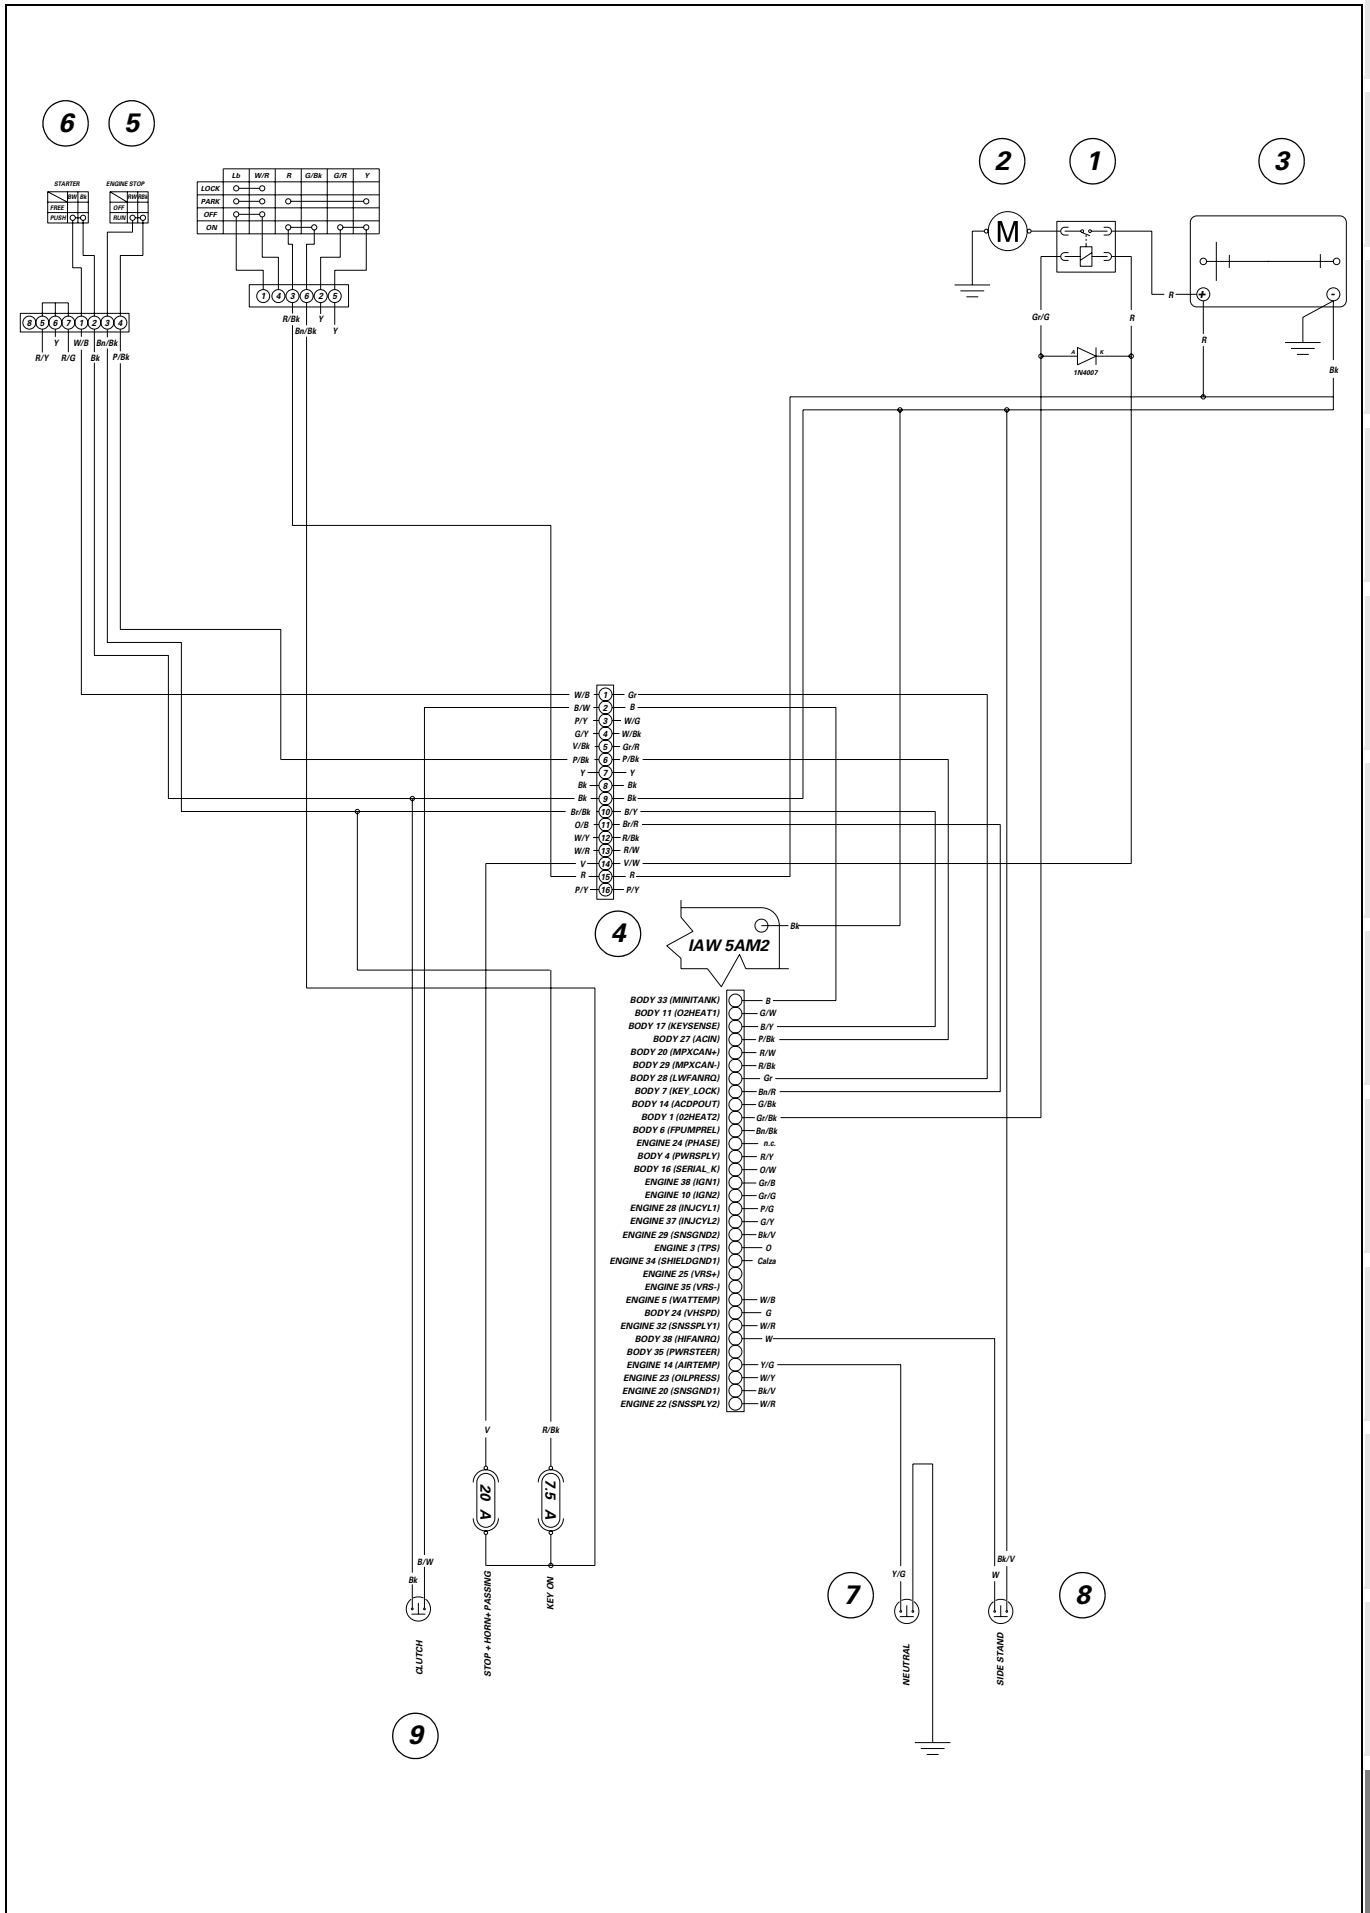 6 5
2 1 3
STARTER ENGINE STOP
BW Bk
FREE
PUSH
RW RBk
OFF
RUN
Lb W/R R G/Bk G/R Y
LOCK
PARK
OFF
ON
1 4 3 6 2 5
R/Bk Y
Bn/Bk Y
8 5 6 7 1 2 3 4
Y W/B Bn/Bk
R/Y R/G Bk P/Bk
M
R + -
Gr/G R
R
A K
1N4007
Bk
W/B 1 Gr
B/W 2 B
P/Y 3 W/G
G/Y 4 W/Bk
V/Bk 5 Gr/R
P/Bk 6 P/Bk
Y 7 Y
Bk 8 Bk
Bk 9 Bk
Br/Bk 10 B/Y
O/B 11 Br/R
W/Y 12 R/Bk
W/R 13 R/W
V 14 V/W
R 15 R
P/Y 16 P/Y
4
Bk
IAW 5AM2
BODY 33 (MINITANK) B
BODY 11 (O2HEAT1) G/W
BODY 17 (KEYSENSE) B/Y
BODY 27 (ACIN) P/Bk
BODY 20 (MPXCAN+) R/W
BODY 29 (MPXCAN-) R/Bk
BODY 28 (LWFANRQ) Gr
BODY 7 (KEY_LOCK) Bn/R
BODY 14 (ACDPOUT) G/Bk
BODY 1 (02HEAT2) Gr/Bk
BODY 6 (FPUMPREL) Bn/Bk
ENGINE 24 (PHASE) n.c.
BODY 4 (PWRSPLY) R/Y
BODY 16 (SERIAL_K) O/W
ENGINE 38 (IGN1) Gr/B
ENGINE 10 (IGN2) Gr/G
ENGINE 28 (INJCYL1) P/G
ENGINE 37 (INJCYL2) G/Y
ENGINE 29 (SNSGND2) Bk/V
ENGINE 3 (TPS) O
ENGINE 34 (SHIELDGND1) Calza
ENGINE 25 (VRS+)
ENGINE 35 (VRS-)
ENGINE 5 (WATTEMP) W/B
BODY 24 (VHSPD) G
ENGINE 32 (SNSSPLY1) W/R
BODY 38 (HIFANRQ) W
BODY 35 (PWRSTEER)
ENGINE 14 (AIRTEMP) Y/G
ENGINE 23 (OILPRESS) W/Y
ENGINE 20 (SNSGND1) Bk/V
ENGINE 22 (SNSSPLY2) W/R
V R/Bk
20 A 7.5 A
B/W
Bk
CLUTCH
STOP + HORN+ PASSING
KEY ON
Bk/V
Y/G W
7 8
NEUTRAL
SIDE STAND
9